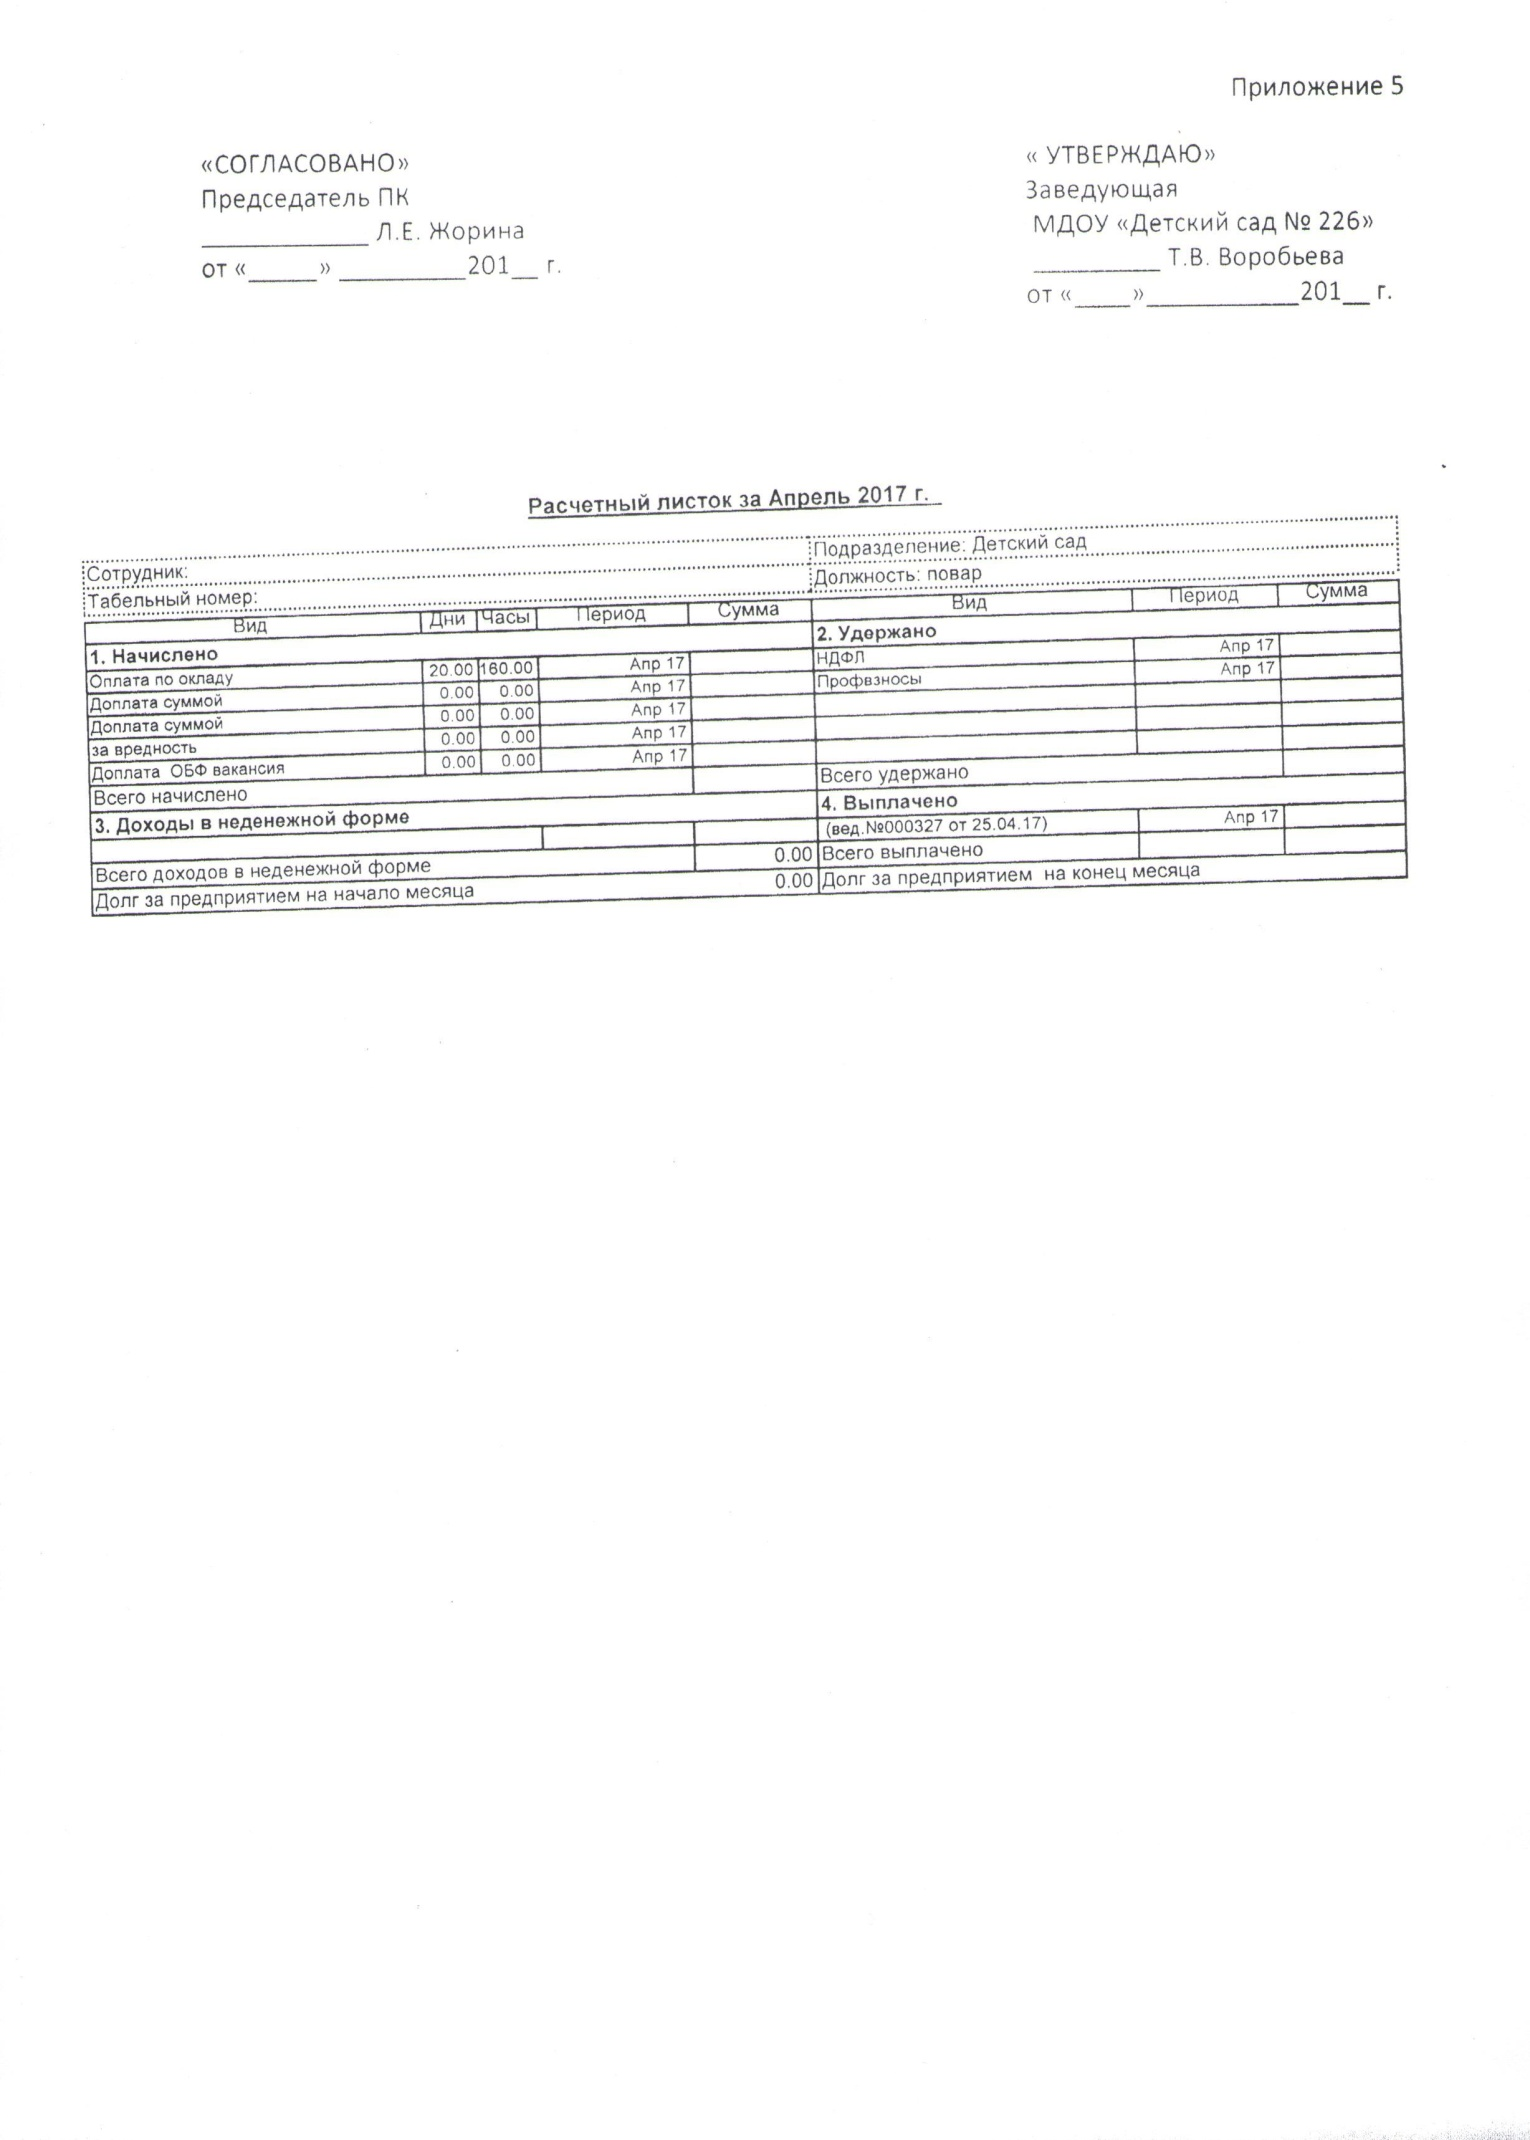 Приложение 5
«СОГЛАСОВАНО»
Председатель ПК
____________ Л.Е. Жорина
от «_____» _________201__ г.
« УТВЕРЖДАЮ»
Заведующая
МДОУ «Детский сад № 226»
_________ Т.В. Воробьева
от «____»___________201__ г.
Расчетный листок за Апрель 2017 г.
Сотрудник: Подразделение: Детский сад
Табельный номер: Должность: повар
Вид Дни Часы Период Сумма Вид Период Сумма
1. Начислено 2. Удержано
Оплата по окладу 20.00 160.00 Апр 17 НДФЛ Апр 17
Доплата суммой 0.00 0.00 Апр 17 Профвзносы Апр 17
Доплата суммой 0.00 0.00 Апр 17
за вредность 0.00 0.00 Апр 17
Доплата ОБФ вакансия 0.00 0.00 Апр 17
Всего начислено Всего удержано
3. Доходы в неденежной форме 4. Выплачено
(вед.№000327 от 25.04.17) Апр 17
Всего доходов в неденежной форме 0.00 Всего выплачено
Долг за предприятием на начало месяца 0.00 Долг за предприятием на конец месяца